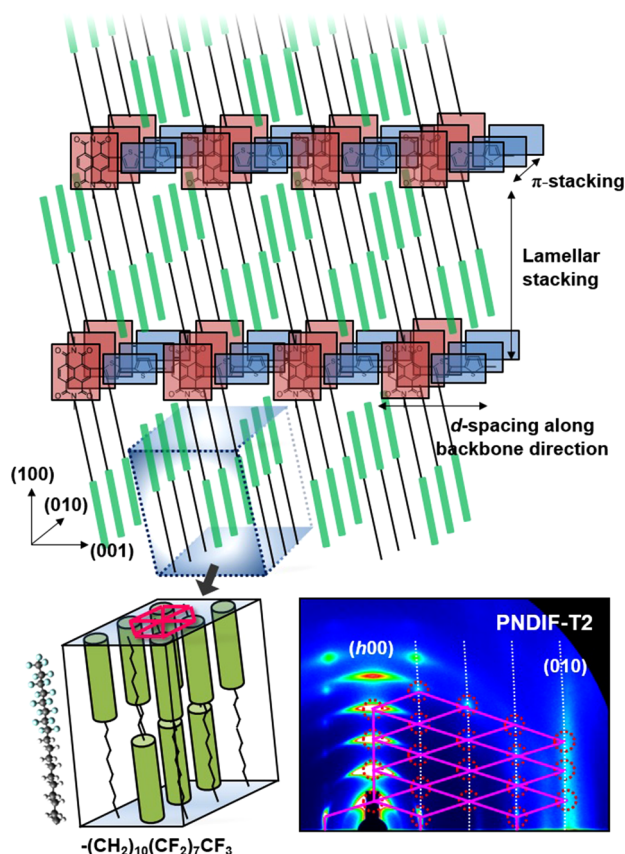 π-stacking
Lamellar
stacking
d-spacing along
backbone direction
(100)
(010)
(001)
PNDIF-T2
(h00)
(010)
-(CH₂)₁₀(CF₂)₇CF₃